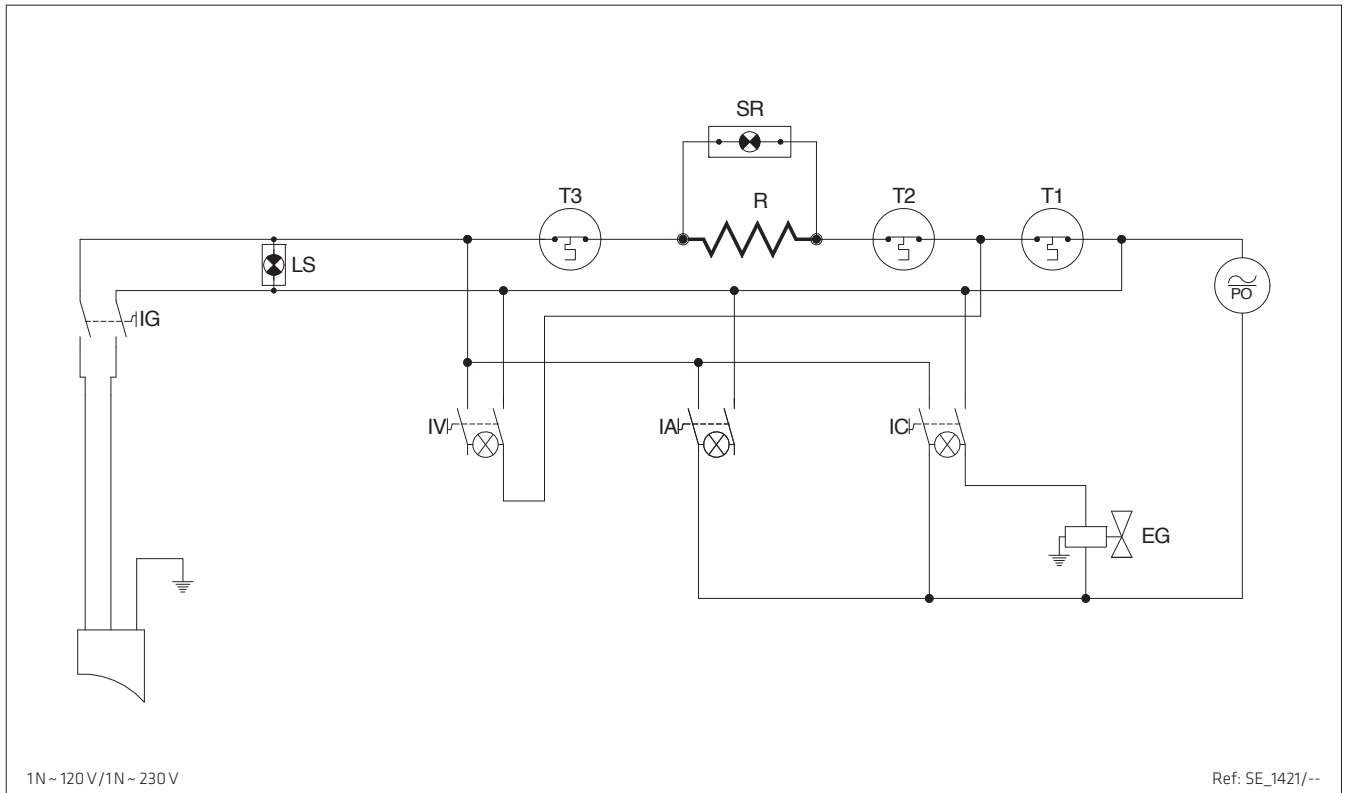 SR
T3
R
T2
T1
LS
PO
IG
IV
IA
IC
EG
1N ~ 120 V/1N ~ 230 V
Ref: SE_1421/--